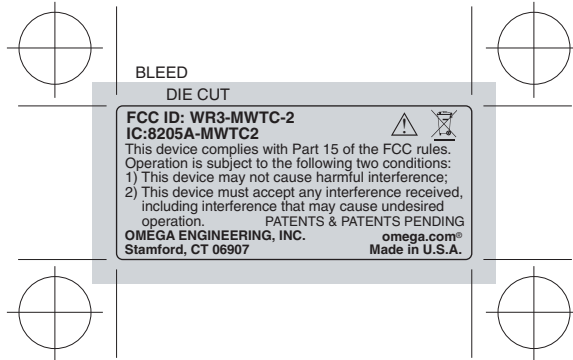 BLEED
DIE CUT
FCC ID: WR3-MWTC-2
IC:8205A-MWTC2
This device complies with Part 15 of the FCC rules.
Operation is subject to the following two conditions:
1) This device may not cause harmful interference;
2) This device must accept any interference received,
including interference that may cause undesired
operation. PATENTS & PATENTS PENDING
OMEGA ENGINEERING, INC. omega.com®
Stamford, CT 06907 Made in U.S.A.